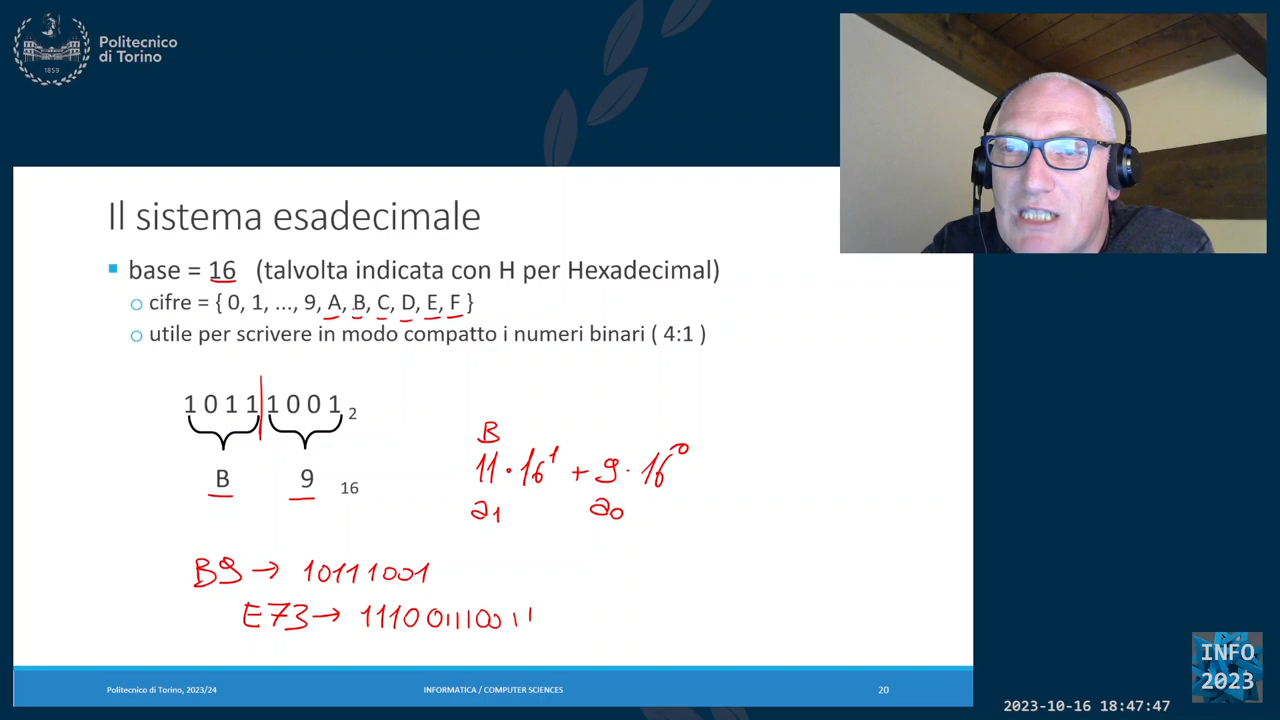 Politecnico
di Torino
1859
Il sistema esadecimale
base = 16 (talvolta indicata con H per Hexadecimal)
cifre = { 0, 1, ..., 9, A, B, C, D, E, F }
utile per scrivere in modo compatto i numeri binari ( 4:1 )
1 0 1 1 1 0 0 1 2
B 9 16
B
11 · 16¹ + 9 · 16⁰
a₁ a₀
B9 → 10111001
E73 → 111001110011
Politecnico di Torino, 2023/24 INFORMATICA / COMPUTER SCIENCES 20
INFO
2023
2023-10-16 18:47:47